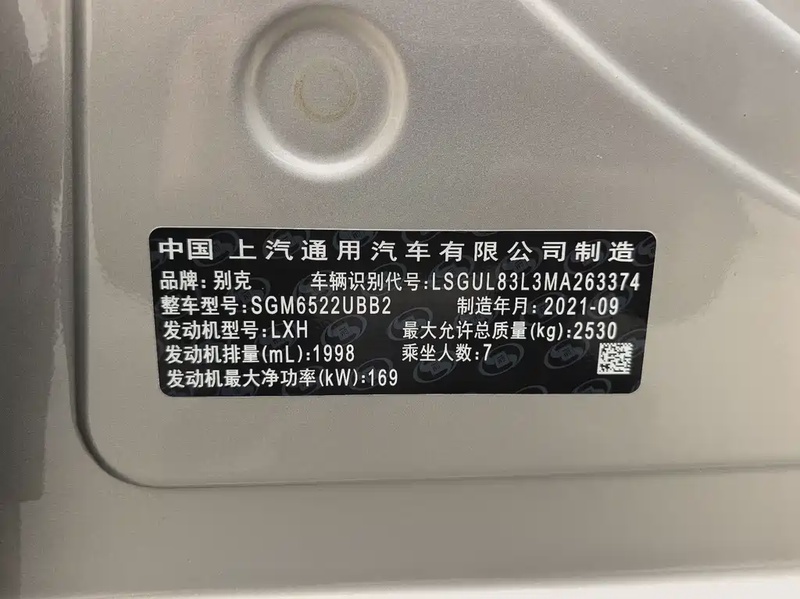 中国 上汽通用汽车有限公司制造
品牌: 别克 车辆识别代号:LSGUL83L3MA263374
整车型号:SGM6522UBB2 制造年月: 2021-09
发动机型号:LXH 最大允许总质量(kg):2530
发动机排量(mL):1998 乘坐人数:7
发动机最大净功率(kW):169